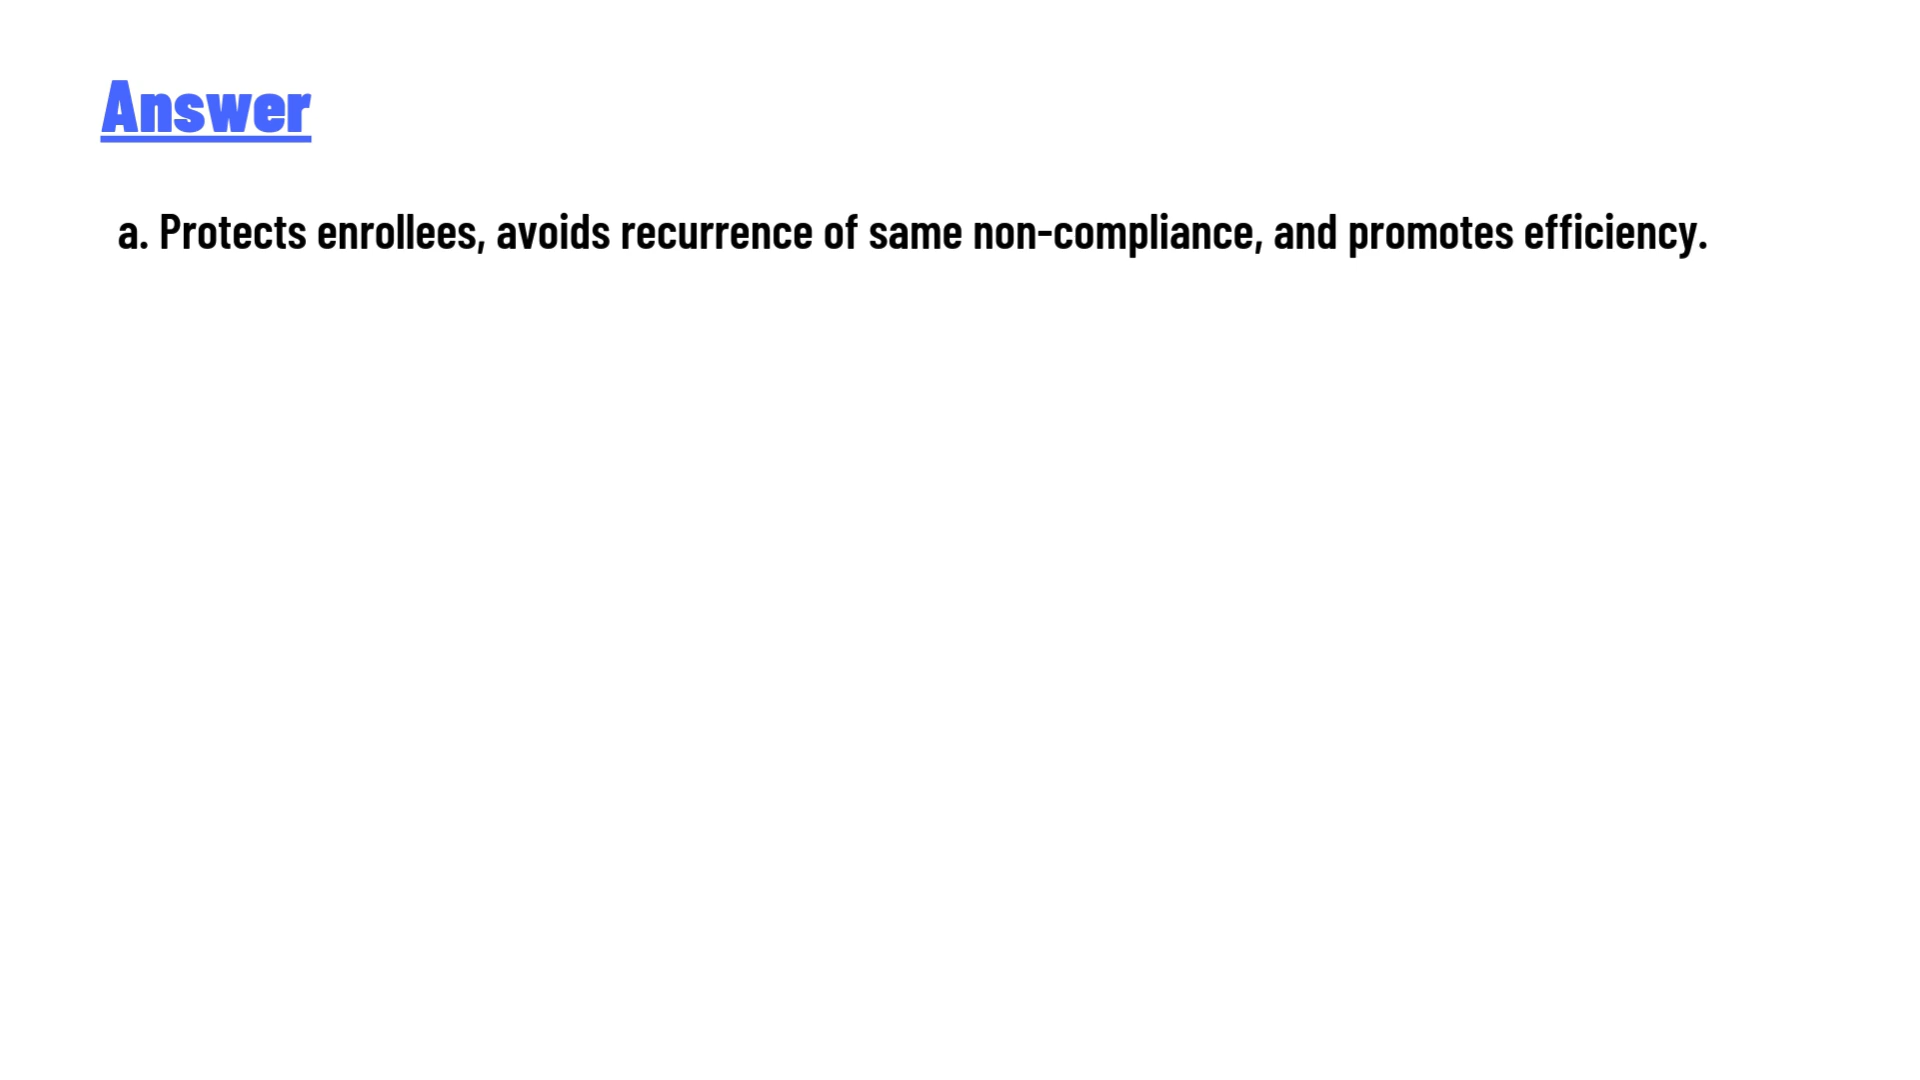 Answer
a. Protects enrollees, avoids recurrence of same non-compliance, and promotes efficiency.